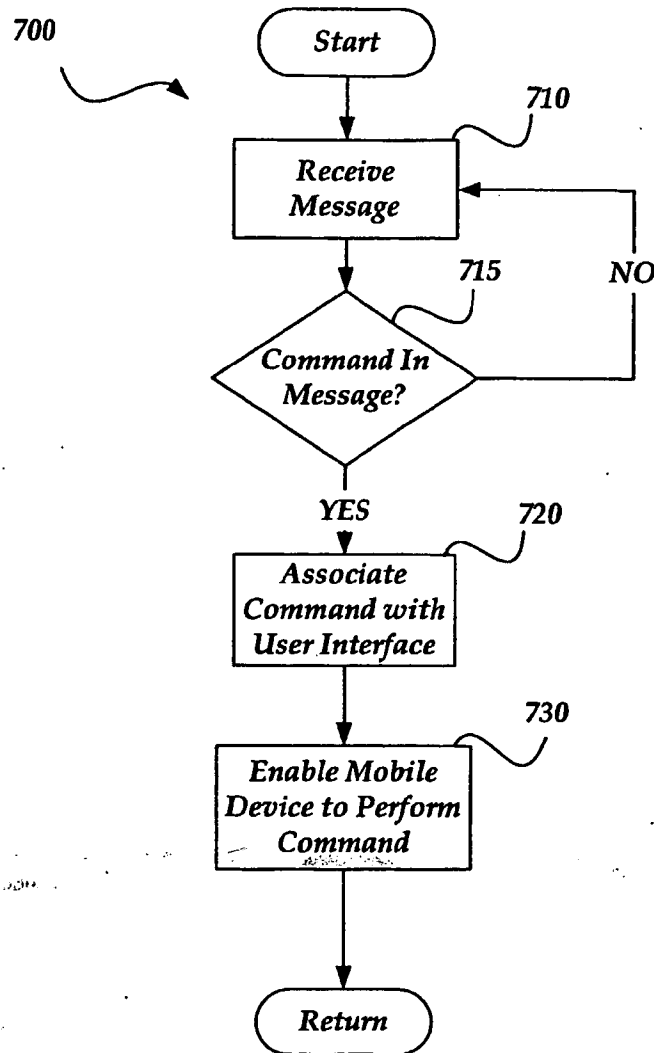 700
Start
710
Receive
Message
715
NO
Command In
Message?
YES
720
Associate
Command with
User Interface
730
Enable Mobile
Device to Perform
Command
Return